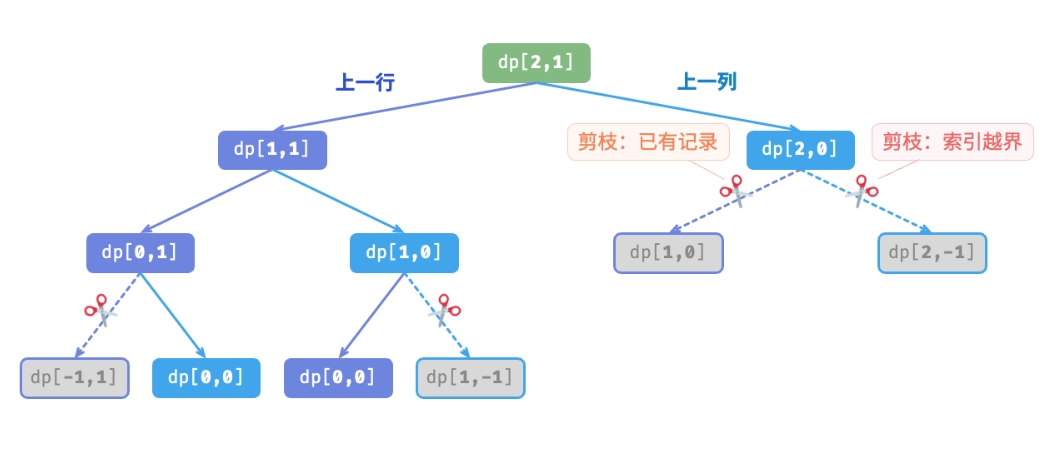 dp[2,1]
上一行
上一列
剪枝：已有记录
剪枝：索引越界
dp[1,1]
dp[2,0]
dp[0,1]
dp[1,0]
dp[1,0]
dp[2,-1]
dp[-1,1]
dp[0,0]
dp[0,0]
dp[1,-1]